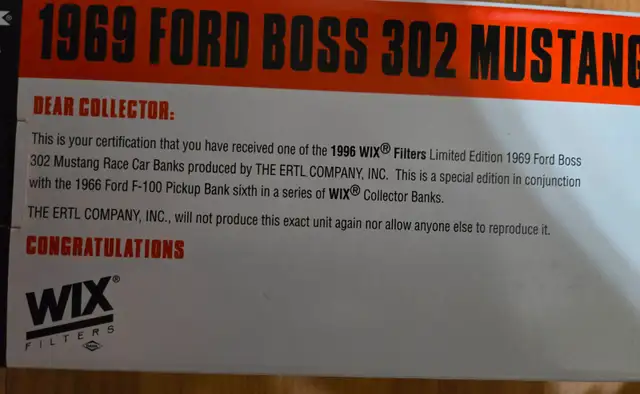 1969 FORD BOSS 302 MUSTANG
DEAR COLLECTOR:
This is your certification that you have received one of the 1996 WIX® Filters Limited Edition 1969 Ford Boss
302 Mustang Race Car Banks produced by THE ERTL COMPANY, INC. This is a special edition in conjunction
with the 1966 Ford F-100 Pickup Bank sixth in a series of WIX® Collector Banks.
THE ERTL COMPANY, INC., will not produce this exact unit again nor allow anyone else to reproduce it.
CONGRATULATIONS
WIX®
FILTERS